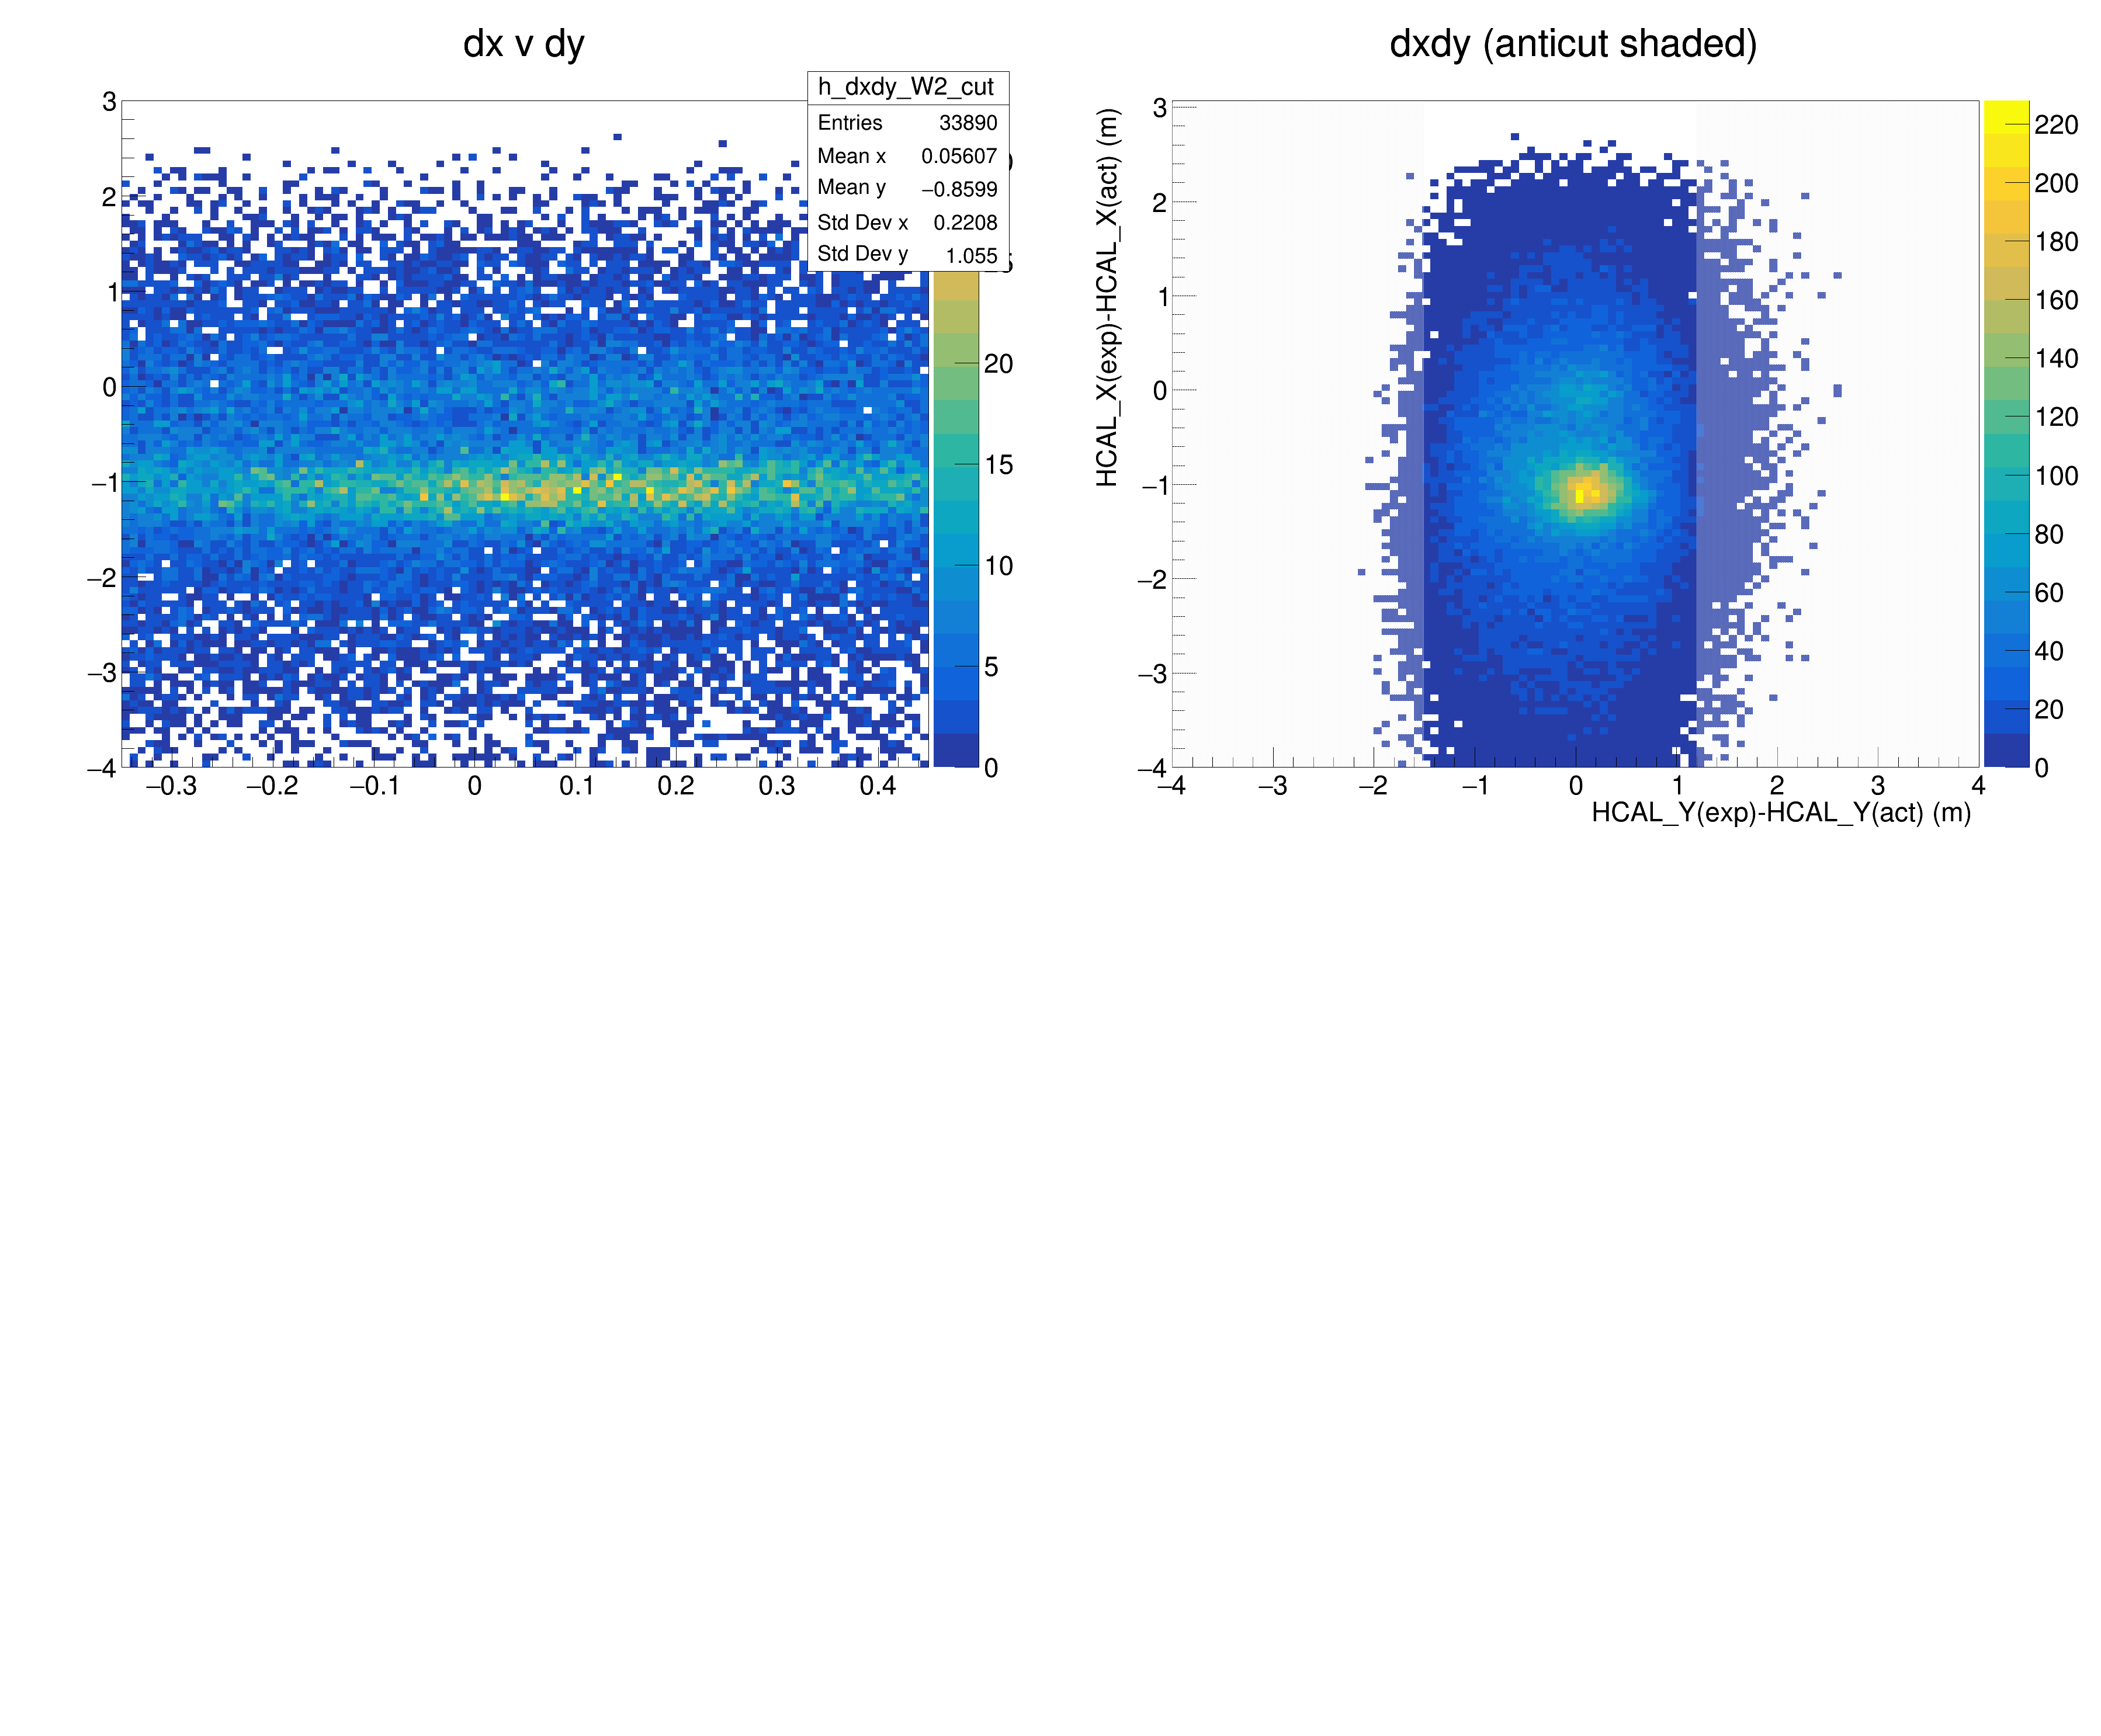 dx v dy
h_dxdy_W2_cut
Entries 33890
Mean x 0.05607
Mean y −0.8599
Std Dev x 0.2208
Std Dev y 1.055
3
2
1
0
−1
−2
−3
−4
−0.3 −0.2 −0.1 0 0.1 0.2 0.3 0.4
20
15
10
5
0
dxdy (anticut shaded)
HCAL_X(exp)-HCAL_X(act) (m)
3
2
1
0
−1
−2
−3
−4
−4 −3 −2 −1 0 1 2 3 4
HCAL_Y(exp)-HCAL_Y(act) (m)
220
200
180
160
140
120
100
80
60
40
20
0